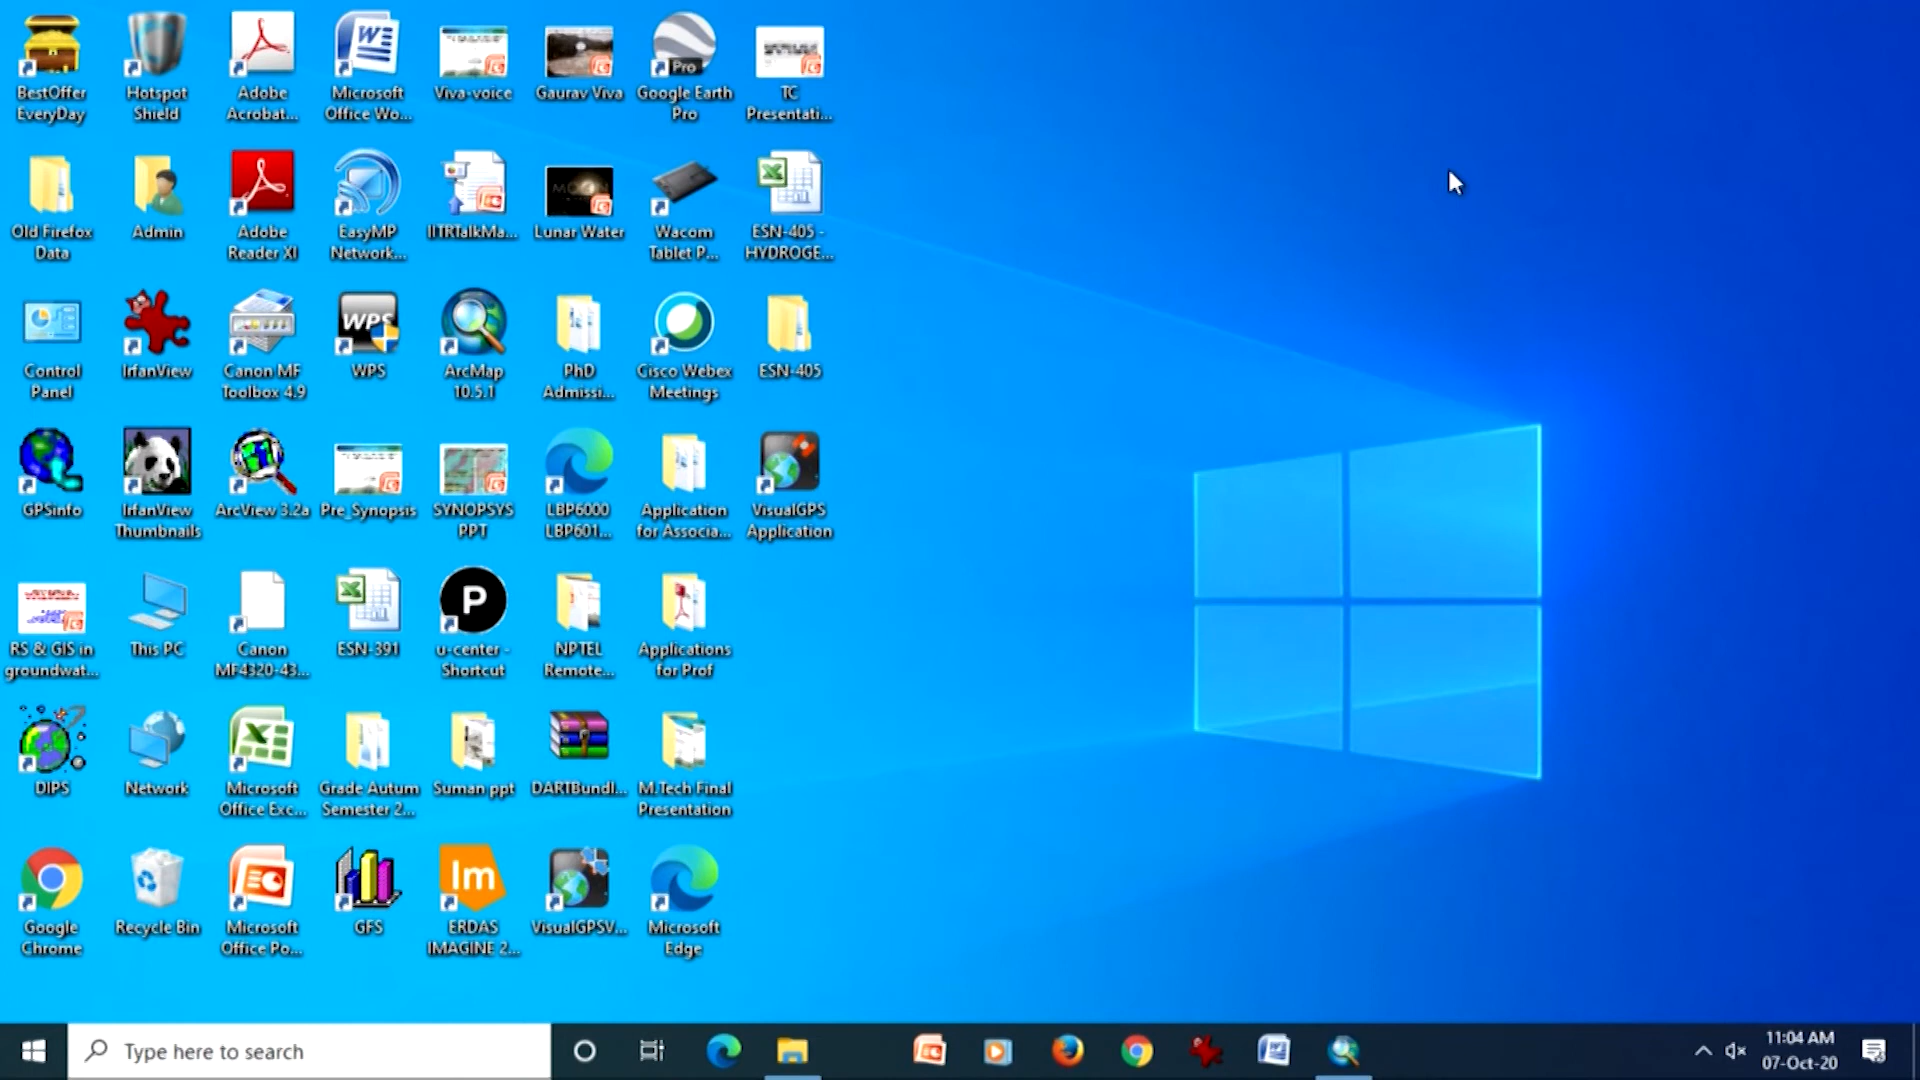 BestOffer
EveryDay
Hotspot
Shield
Adobe
Acrobat...
Microsoft
Office Wo...
Viva-voice
Gaurav Viva
Pro
Google Earth
Pro
TC
Presentati...
Old Firefox
Data
Admin
Adobe
Reader XI
EasyMP
Network...
IITRTalkMa...
Lunar Water
Wacom
Tablet P...
ESN-405 -
HYDROGE...
Control
Panel
IrfanView
Canon MF
Toolbox 4.9
WPS
WPS
ArcMap
10.5.1
PhD
Admissi...
Cisco Webex
Meetings
ESN-405
GPSinfo
IrfanView
Thumbnails
ArcView 3.2a
Pre_Synopsis
SYNOPSYS
PPT
LBP6000
LBP601...
Application
for Associa...
VisualGPS
Application
RS & GIS in
groundwat...
This PC
Canon
MF4320-43...
ESN-391
P
u-center -
Shortcut
NPTEL
Remote...
Applications
for Prof
DIPS
Network
Microsoft
Office Exc...
Grade Autum
Semester 2...
Suman ppt
DARTBundl...
M.Tech Final
Presentation
Google
Chrome
Recycle Bin
Microsoft
Office Po...
GFS
Im
ERDAS
IMAGINE 2...
VisualGPSV...
Microsoft
Edge
Type here to search
11:04 AM
07-Oct-20